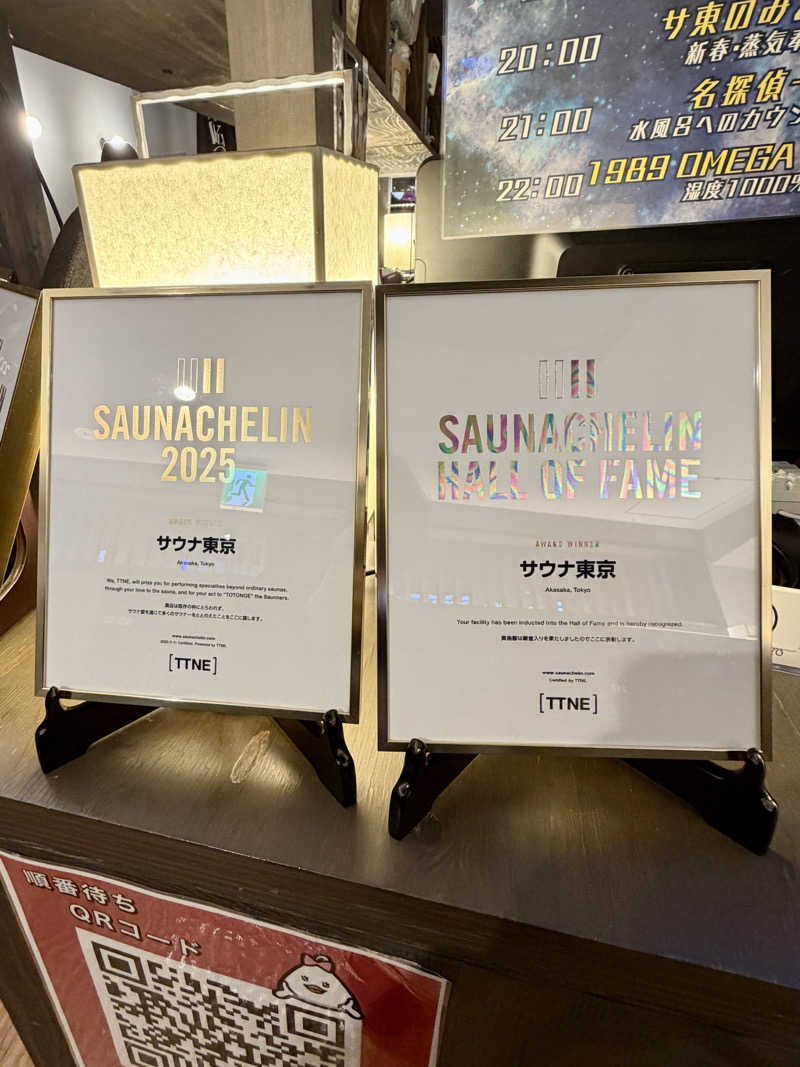 20:00
サ東のみ
新春・蒸気
21:00
名探偵
水風呂へのカウン
22:00
1989 OMEGA
湿度1000%
SAUNACHELIN
2025
サウナ東京
Akasaka, Tokyo
We, TTNE, will prize you for performing specialties beyond ordinary saunas,
through your love to the sauna, and for your act to "TOTONOE" the Saunners.
貴店は既存の枠にとらわれず、
サウナ愛を通じて多くのサウナーをととのえたことをここに証します。
www.saunachelin.com
[TTNE]
SAUNACHELIN
HALL OF FAME
AWARD WINNER
サウナ東京
Akasaka, Tokyo
Your facility has been inducted into the Hall of Fame and is hereby recognized.
貴施設は殿堂入りを果たしましたのでここに表彰します。
www.saunachelin.com
Certified by TTNE.
[TTNE]
順番待ち
QRコード